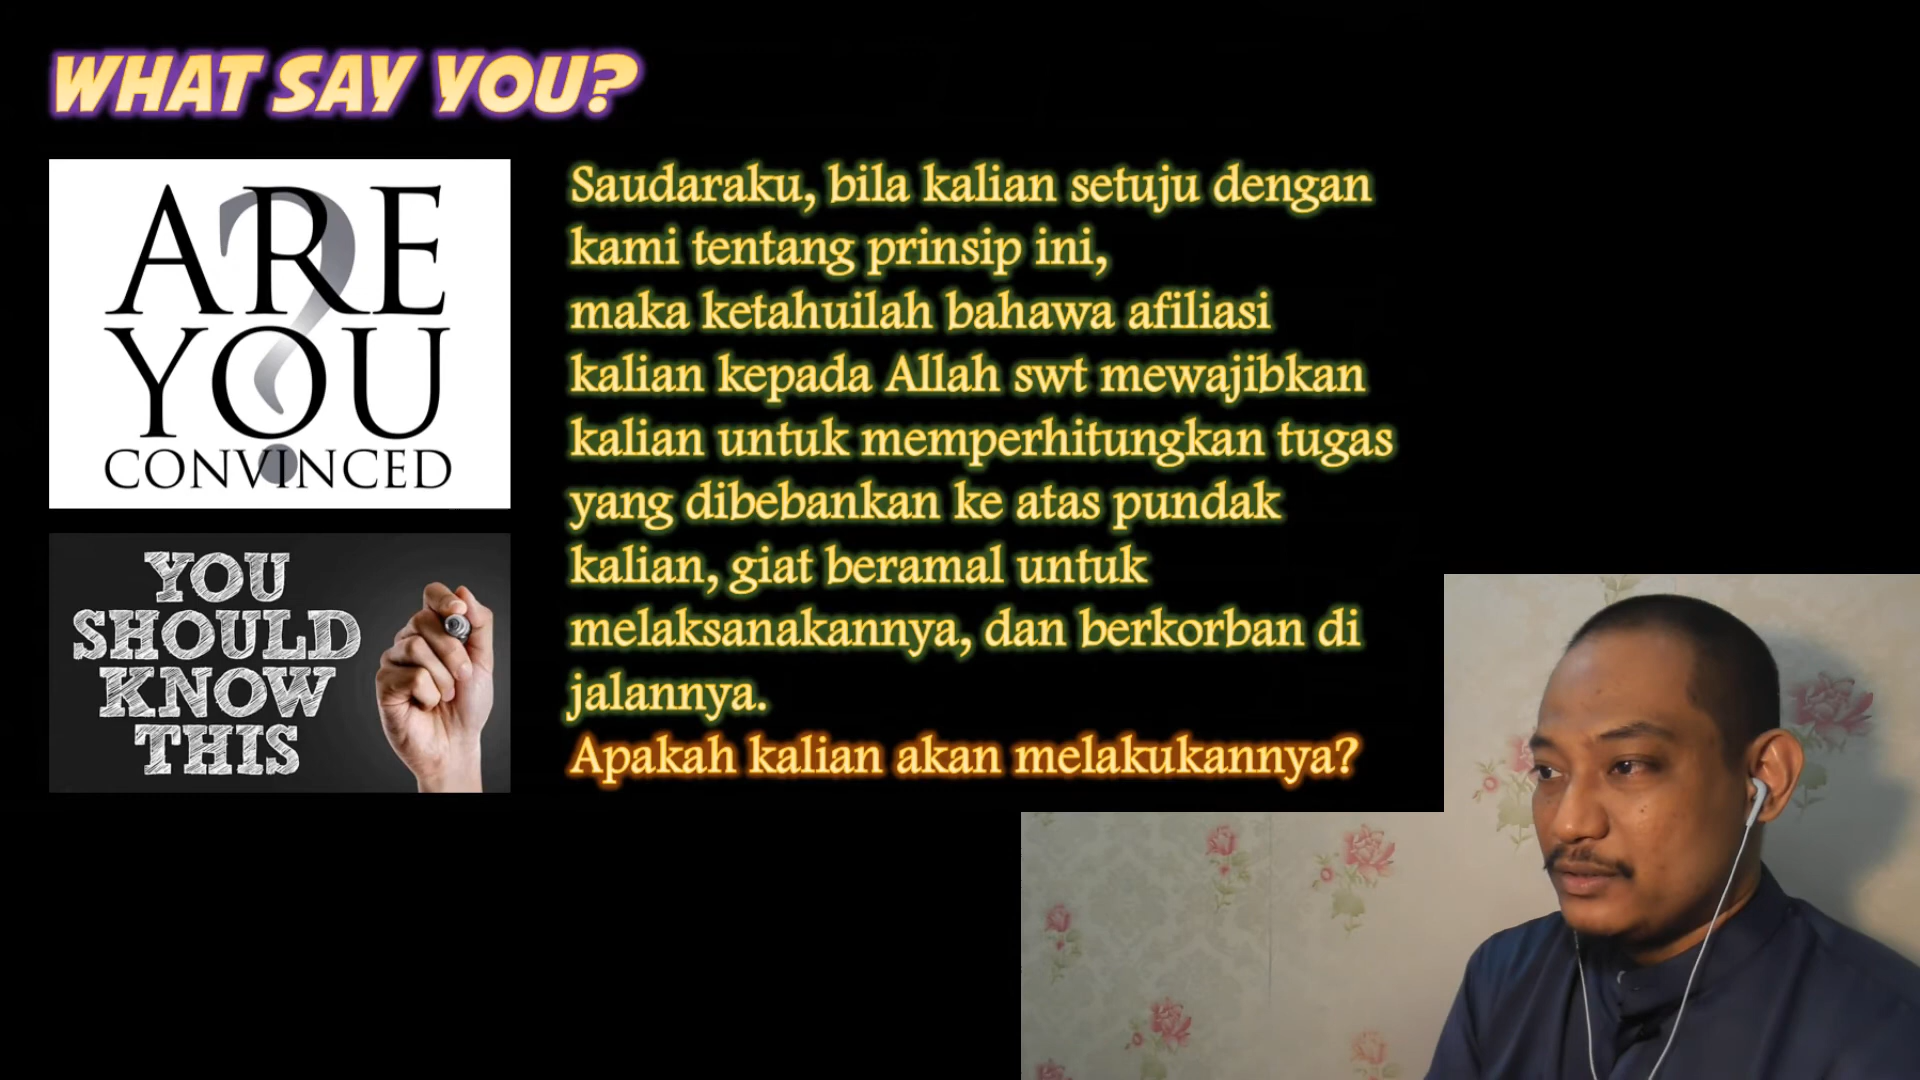 WHAT SAY YOU?
ARE
YOU
CONVINCED
?
YOU
SHOULD
KNOW
THIS
Saudaraku, bila kalian setuju dengan
kami tentang prinsip ini,
maka ketahuilah bahawa afiliasi
kalian kepada Allah swt mewajibkan
kalian untuk memperhitungkan tugas
yang dibebankan ke atas pundak
kalian, giat beramal untuk
melaksanakannya, dan berkorban di
jalannya.
Apakah kalian akan melakukannya?